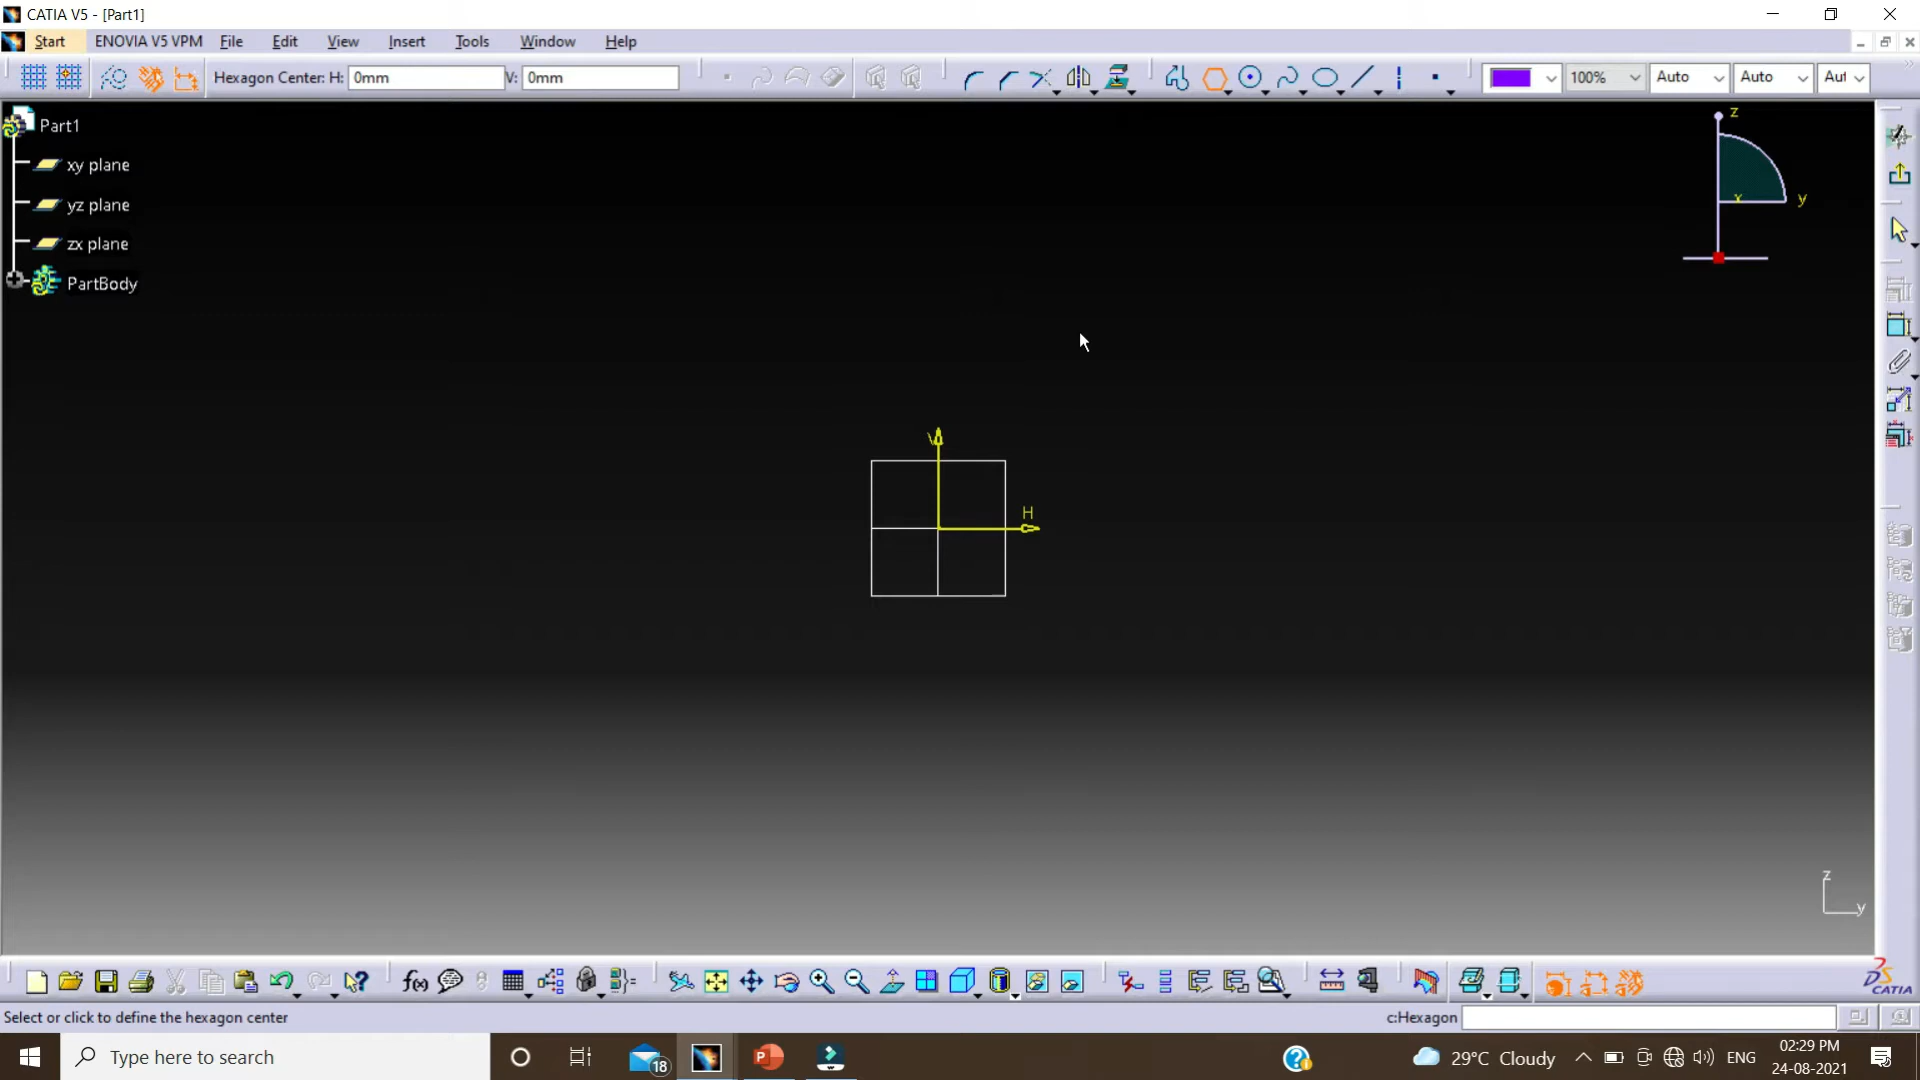 CATIA V5 - [Part1]
Start ENOVIA V5 VPM File Edit View Insert Tools Window Help
Hexagon Center: H: 0mm V: 0mm 100% Auto Auto Aut
Part1
xy plane
yz plane
zx plane
PartBody
z
x y
V
H
z
y
f(x)
CATIA
Select or click to define the hexagon center c:Hexagon
Type here to search 18 29°C Cloudy ENG 02:29 PM
24-08-2021